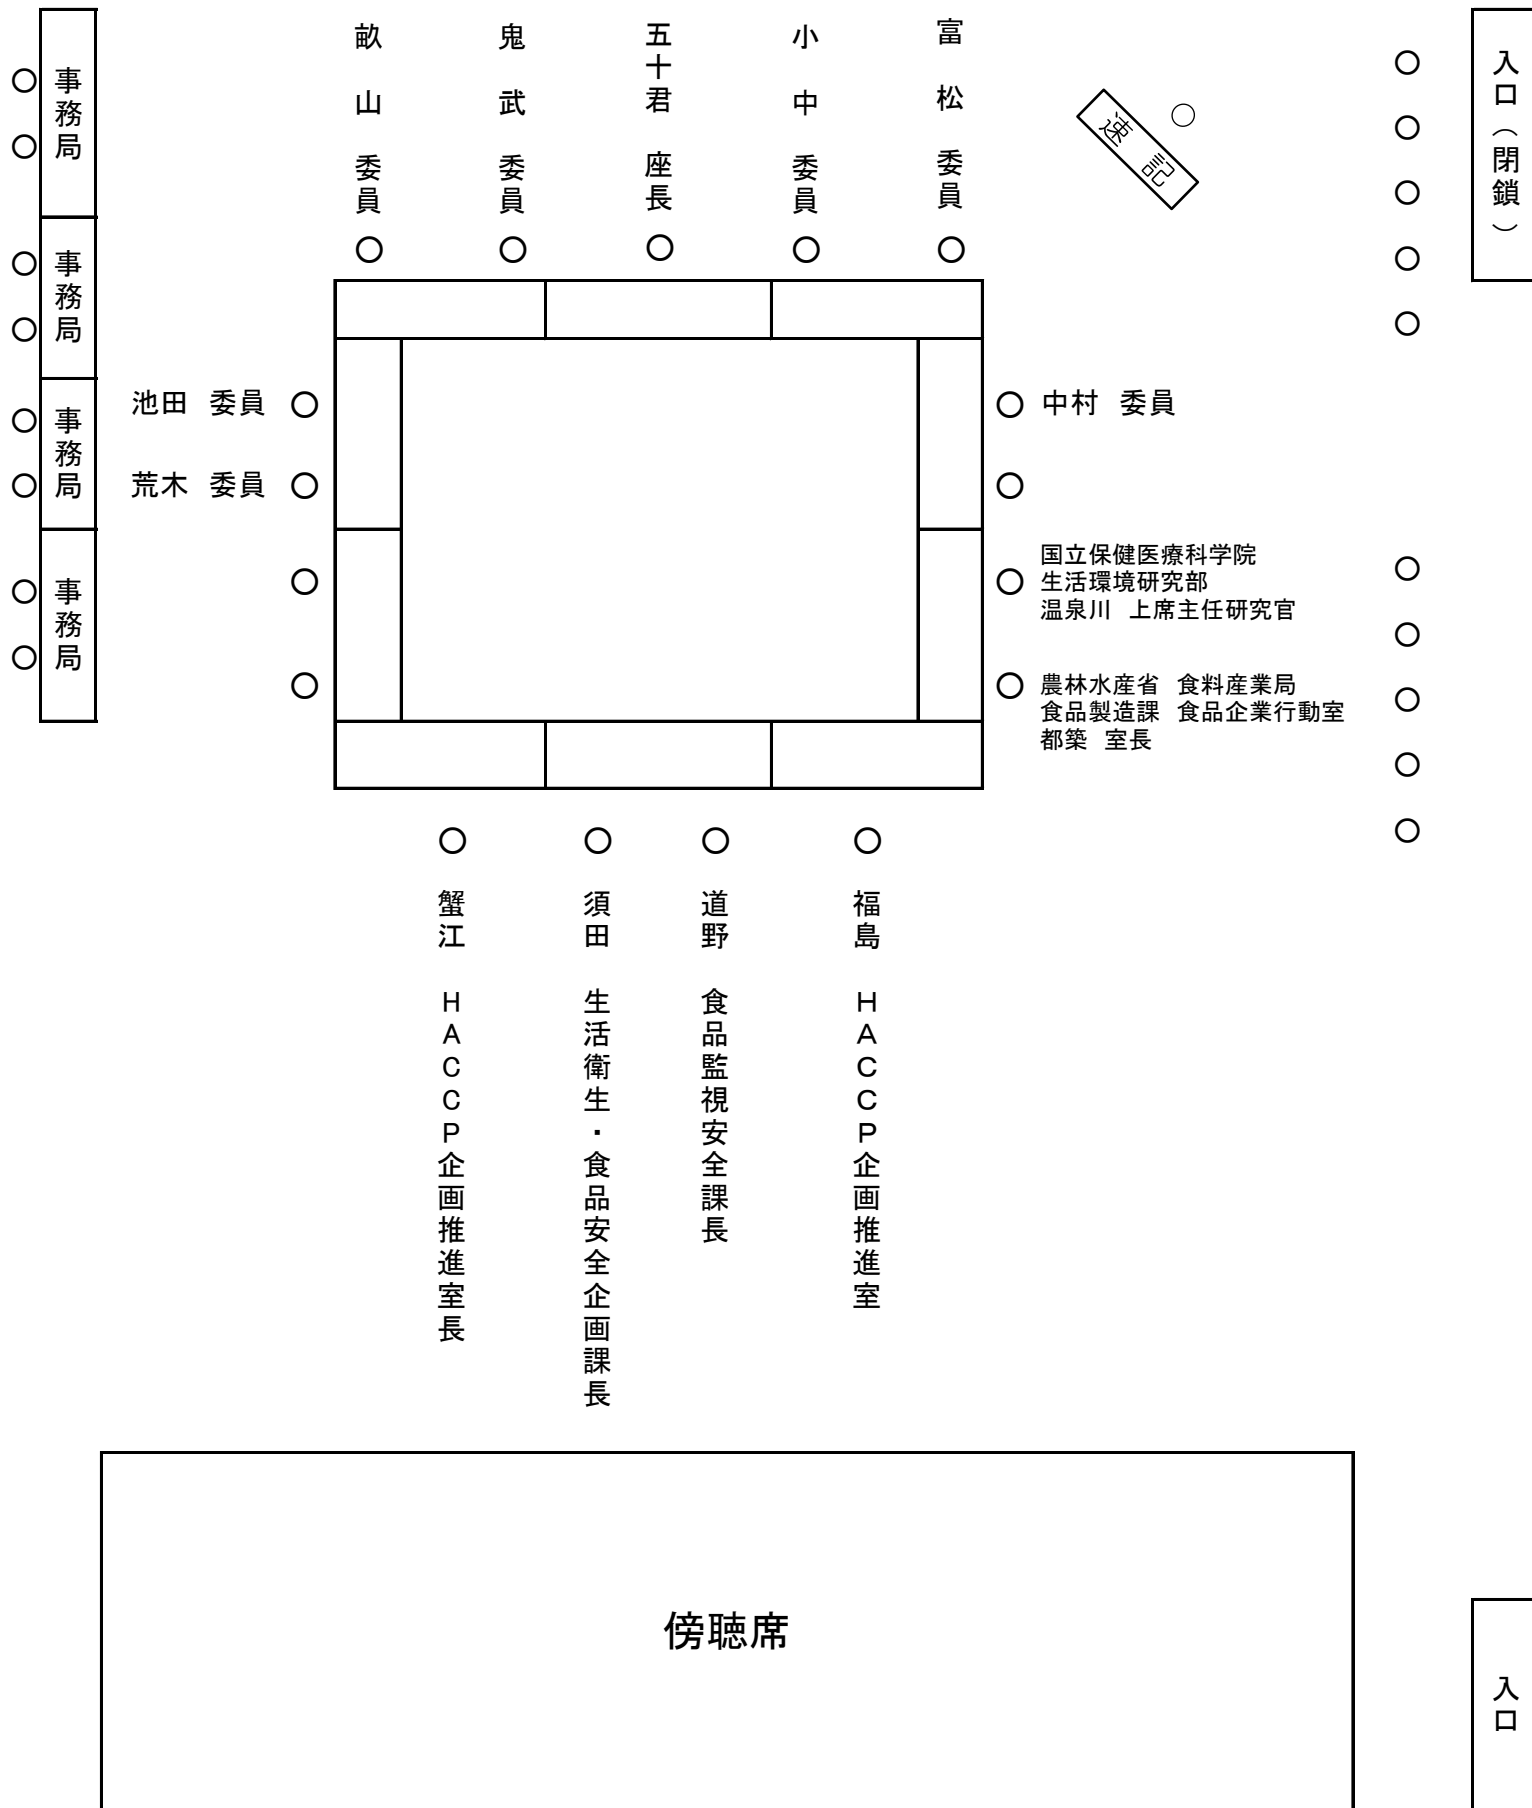 畝山 委員
鬼武 委員
五十君 座長
小中 委員
富松 委員
速記
入口（閉鎖）
事務局
事務局
事務局
事務局
池田 委員
荒木 委員
中村 委員
国立保健医療科学院
生活環境研究部
温泉川 上席主任研究官
農林水産省 食料産業局
食品製造課 食品企業行動室
都築 室長
蟹江 ＨＡＣＣＰ企画推進室長
須田 生活衛生・食品安全企画課長
道野 食品監視安全課長
福島 ＨＡＣＣＰ企画推進室
傍聴席
入口